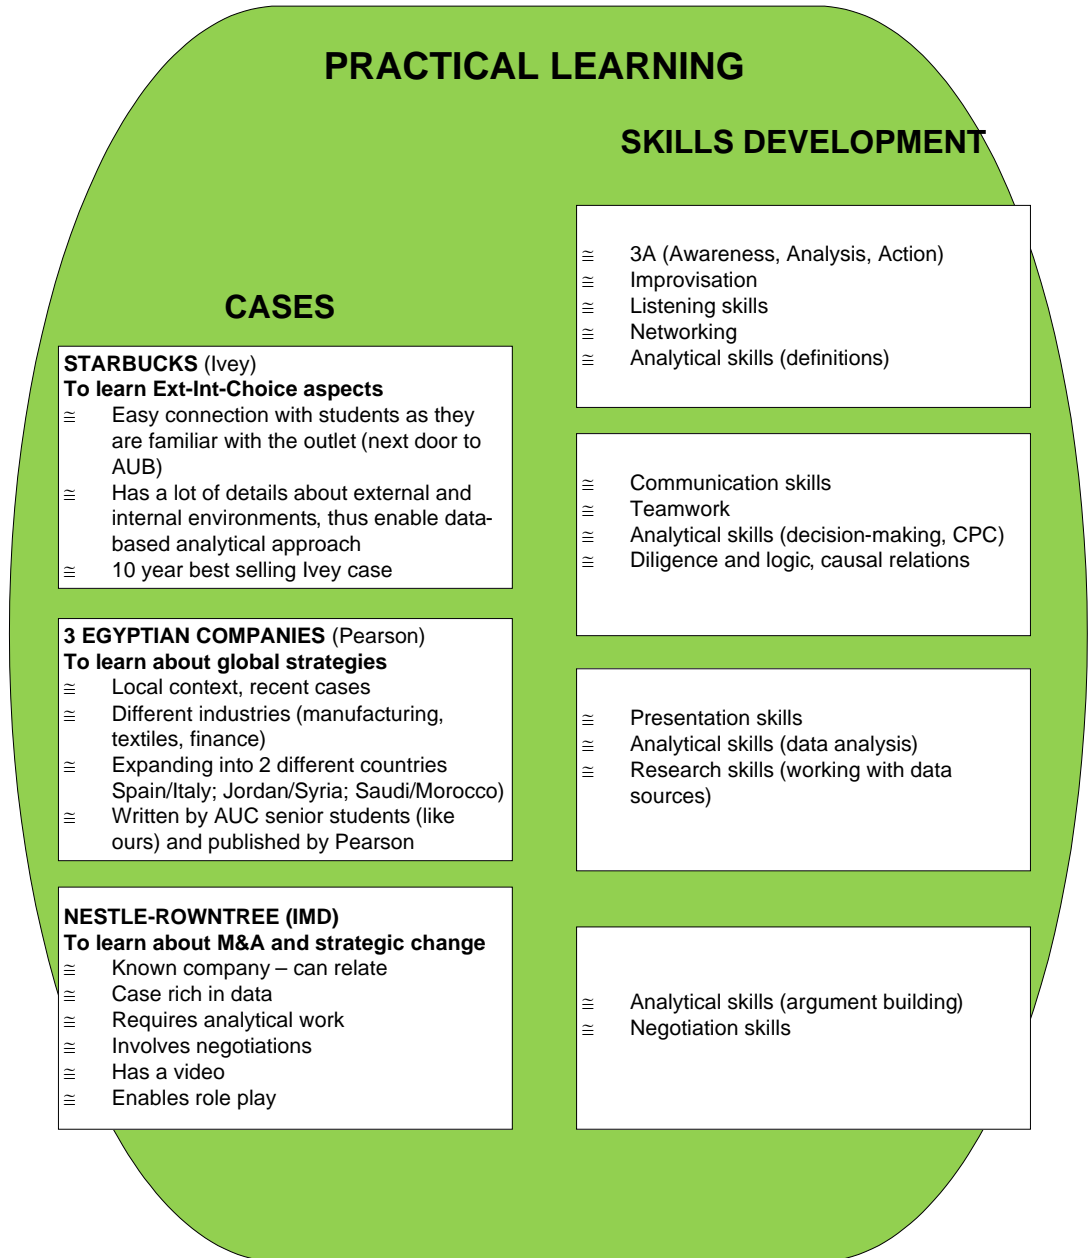 PRACTICAL LEARNING
SKILLS DEVELOPMENT
≅ 3A (Awareness, Analysis, Action)
≅ Improvisation
≅ Listening skills
≅ Networking
≅ Analytical skills (definitions)
CASES
STARBUCKS (Ivey)
To learn Ext-Int-Choice aspects
≅ Easy connection with students as they
are familiar with the outlet (next door to
AUB)
≅ Has a lot of details about external and
internal environments, thus enable data-
based analytical approach
≅ 10 year best selling Ivey case
≅ Communication skills
≅ Teamwork
≅ Analytical skills (decision-making, CPC)
≅ Diligence and logic, causal relations
3 EGYPTIAN COMPANIES (Pearson)
To learn about global strategies
≅ Local context, recent cases
≅ Different industries (manufacturing,
textiles, finance)
≅ Expanding into 2 different countries
Spain/Italy; Jordan/Syria; Saudi/Morocco)
≅ Written by AUC senior students (like
ours) and published by Pearson
≅ Presentation skills
≅ Analytical skills (data analysis)
≅ Research skills (working with data
sources)
NESTLE-ROWNTREE (IMD)
To learn about M&A and strategic change
≅ Known company – can relate
≅ Case rich in data
≅ Requires analytical work
≅ Involves negotiations
≅ Has a video
≅ Enables role play
≅ Analytical skills (argument building)
≅ Negotiation skills